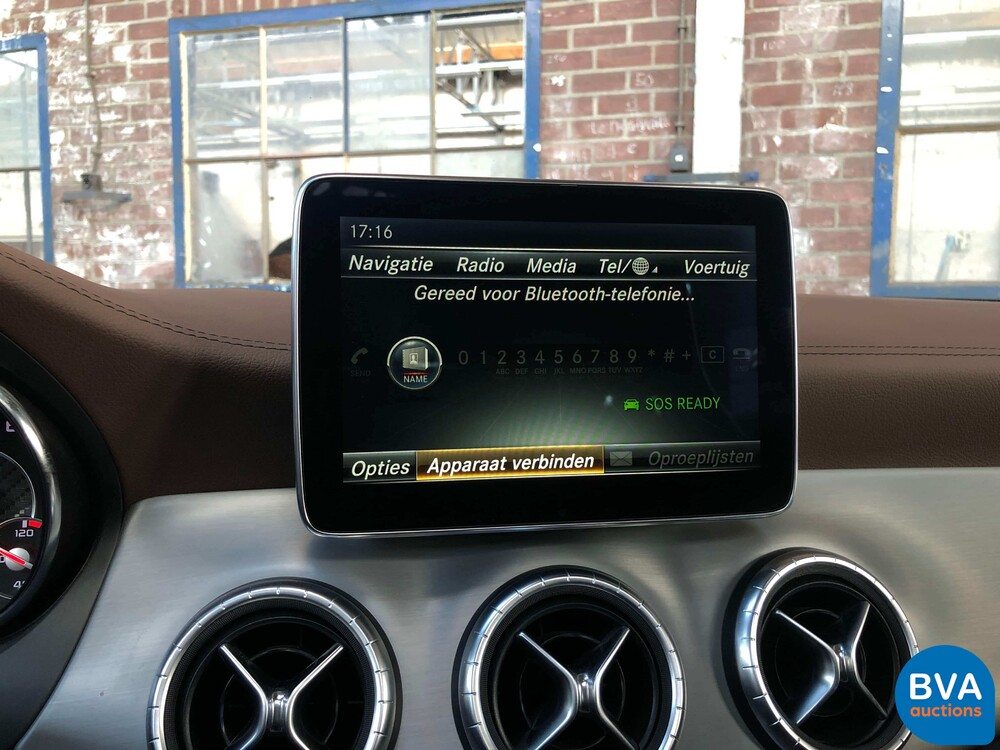 17:16
Navigatie Radio Media Tel/ Voertuig
Gereed voor Bluetooth-telefonie...
SEND NAME 0 1 2 3 4 5 6 7 8 9 * # + C
ABC DEF GHI JKL MNO PQRS TUV WXYZ
SOS READY
Opties Apparaat verbinden Oproeplijsten
120
BVA
auctions